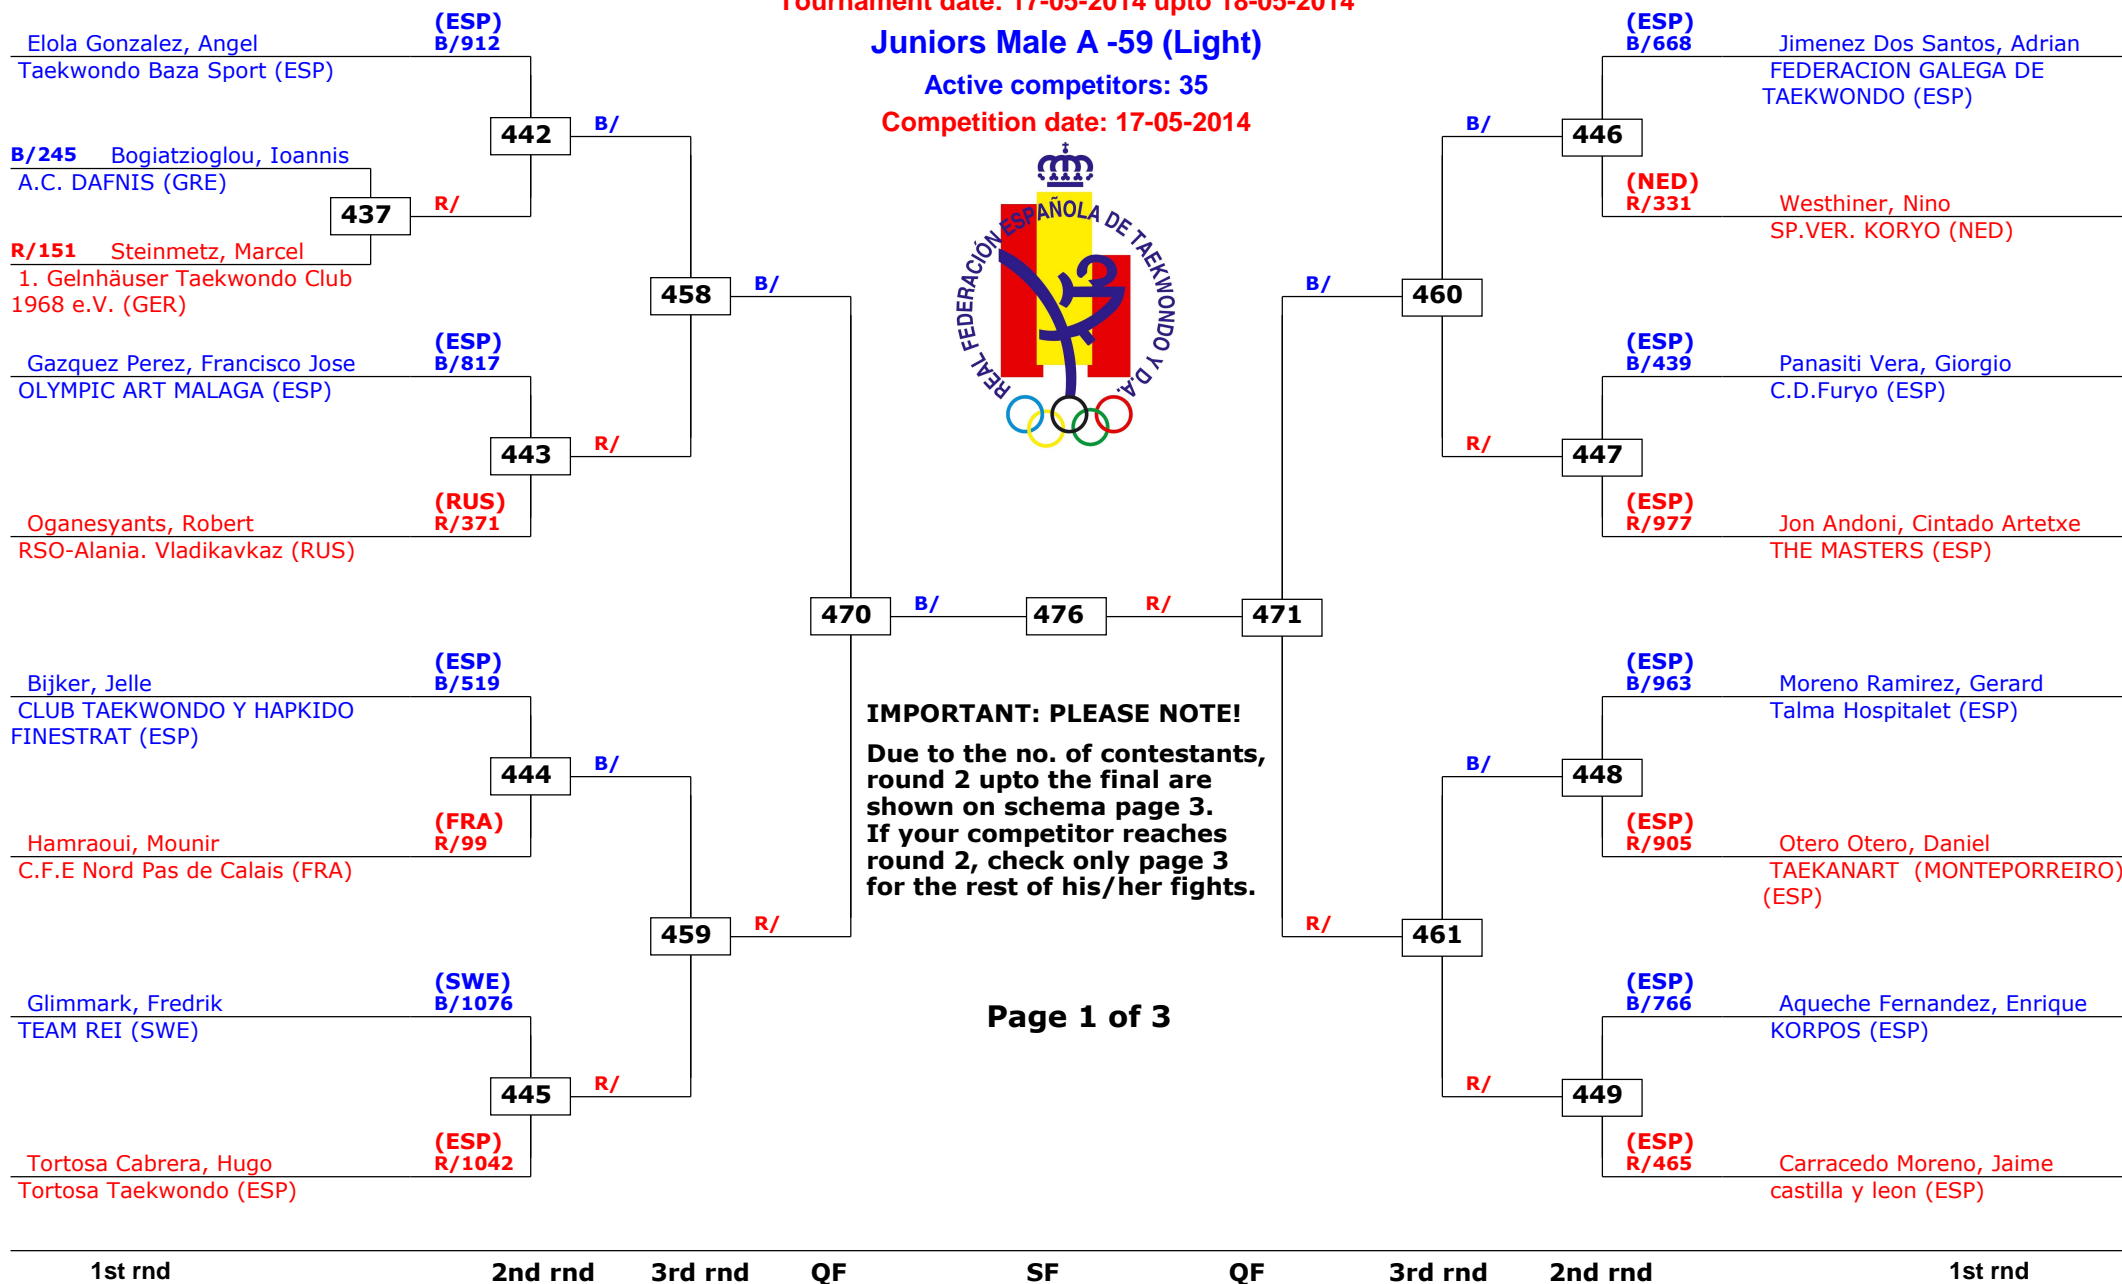 Tournament date: 17-05-2014 upto 18-05-2014
Juniors Male A -59 (Light)
Active competitors: 35
Competition date: 17-05-2014
REAL FEDERACIÓN ESPAÑOLA DE TAEKWONDO Y D.A.
(ESP)
Elola Gonzalez, Angel B/912
Taekwondo Baza Sport (ESP)
442
B/
B/245 Bogiatzioglou, Ioannis
A.C. DAFNIS (GRE)
437
R/
R/151 Steinmetz, Marcel
1. Gelnhäuser Taekwondo Club
1968 e.V. (GER)
458
B/
(ESP)
Gazquez Perez, Francisco Jose B/817
OLYMPIC ART MALAGA (ESP)
443
R/
(RUS)
Oganesyants, Robert R/371
RSO-Alania. Vladikavkaz (RUS)
470
B/
476
R/
471
(ESP)
Bijker, Jelle B/519
CLUB TAEKWONDO Y HAPKIDO
FINESTRAT (ESP)
444
B/
(FRA)
Hamraoui, Mounir R/99
C.F.E Nord Pas de Calais (FRA)
459
R/
(SWE)
Glimmark, Fredrik B/1076
TEAM REI (SWE)
445
R/
(ESP)
Tortosa Cabrera, Hugo R/1042
Tortosa Taekwondo (ESP)
IMPORTANT: PLEASE NOTE!
Due to the no. of contestants,
round 2 upto the final are
shown on schema page 3.
If your competitor reaches
round 2, check only page 3
for the rest of his/her fights.
Page 1 of 3
(ESP)
B/668 Jimenez Dos Santos, Adrian
FEDERACION GALEGA DE
TAEKWONDO (ESP)
B/
446
(NED)
R/331 Westhiner, Nino
SP.VER. KORYO (NED)
B/
460
(ESP)
B/439 Panasiti Vera, Giorgio
C.D.Furyo (ESP)
R/
447
(ESP)
R/977 Jon Andoni, Cintado Artetxe
THE MASTERS (ESP)
(ESP)
B/963 Moreno Ramirez, Gerard
Talma Hospitalet (ESP)
B/
448
(ESP)
R/905 Otero Otero, Daniel
TAEKANART (MONTEPORREIRO)
(ESP)
R/
461
(ESP)
B/766 Aqueche Fernandez, Enrique
KORPOS (ESP)
R/
449
(ESP)
R/465 Carracedo Moreno, Jaime
castilla y leon (ESP)
1st rnd 2nd rnd 3rd rnd QF SF QF 3rd rnd 2nd rnd 1st rnd